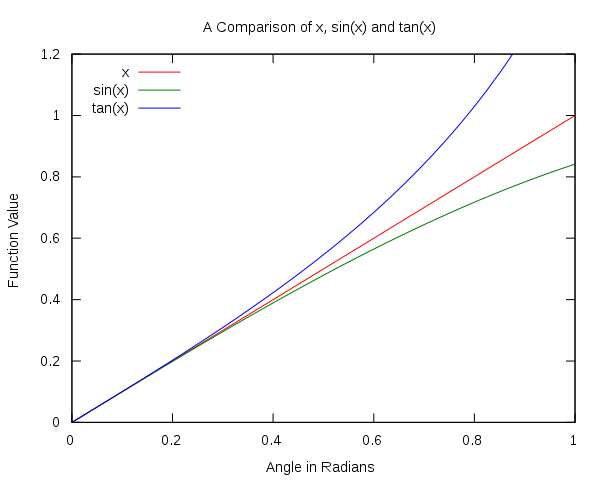 A Comparison of x, sin(x) and tan(x)
1.2
x
sin(x)
tan(x)
1
0.8
0.6
0.4
0.2
0
Function Value
0 0.2 0.4 0.6 0.8 1
Angle in Radians